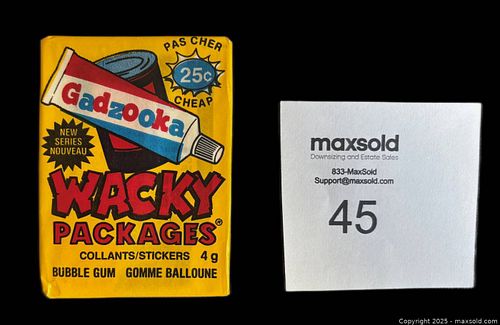 PAS CHER
25¢
CHEAP
Gadzooka
NEW
SERIES
NOUVEAU
WACKY
PACKAGES®
COLLANTS/STICKERS 4 g
BUBBLE GUM GOMME BALLOUNE
maxsold
Downsizing and Estate Sales
833-MaxSold
Support@maxsold.com
45
Copyright 2025 - maxsold.com